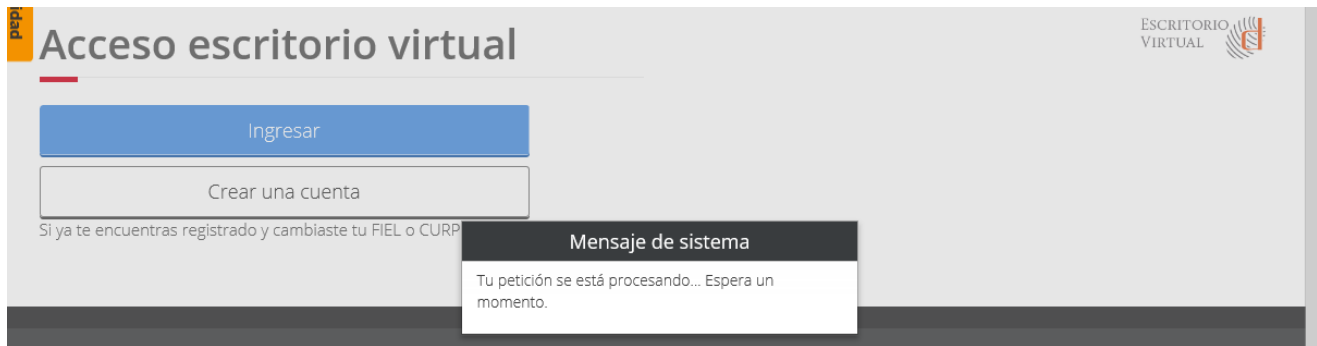 idad
Acceso escritorio virtual
ESCRITORIO
VIRTUAL
Ingresar
Crear una cuenta
Si ya te encuentras registrado y cambiaste tu FIEL o CURP
Mensaje de sistema
Tu petición se está procesando... Espera un
momento.